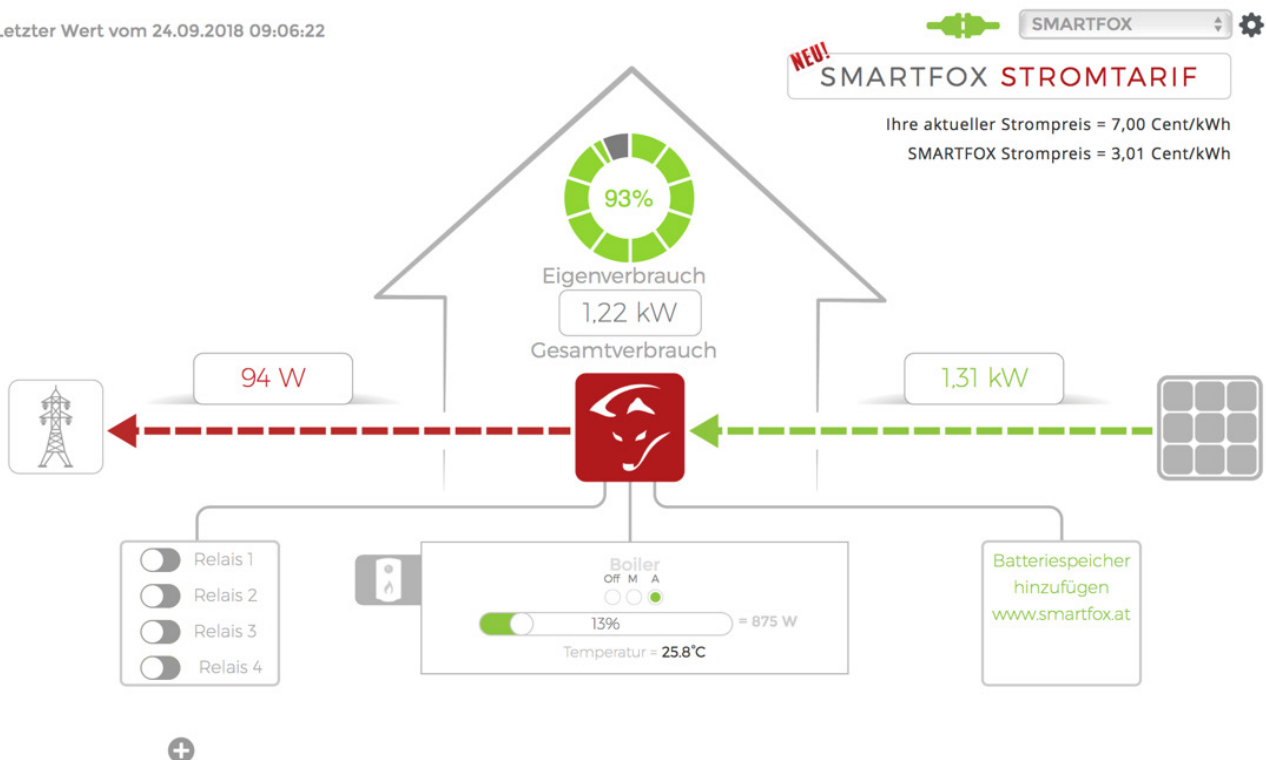 Letzter Wert vom 24.09.2018 09:06:22
SMARTFOX
NEU!
SMARTFOX STROMTARIF
Ihre aktueller Strompreis = 7,00 Cent/kWh
SMARTFOX Strompreis = 3,01 Cent/kWh
93%
Eigenverbrauch
1,22 kW
Gesamtverbrauch
94 W
1,31 kW
Relais 1
Relais 2
Relais 3
Relais 4
Boiler
Off M A
13% = 875 W
Temperatur = 25.8°C
Batteriespeicher
hinzufügen
www.smartfox.at